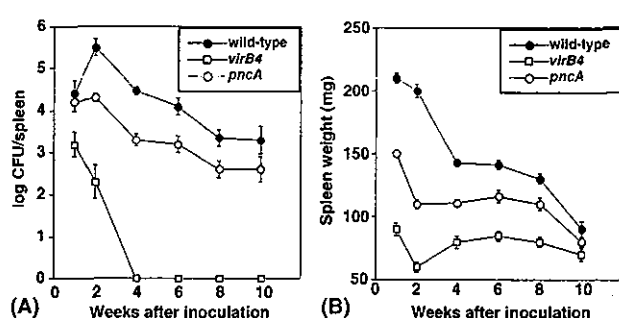 6
5
4
3
2
1
0
log CFU/spleen
wild-type
virB4
pncA
0 2 4 6 8 10
(A) Weeks after inoculation
250
200
150
100
50
Spleen weight (mg)
wild-type
virB4
pncA
0 2 4 6 8 10
(B) Weeks after inoculation